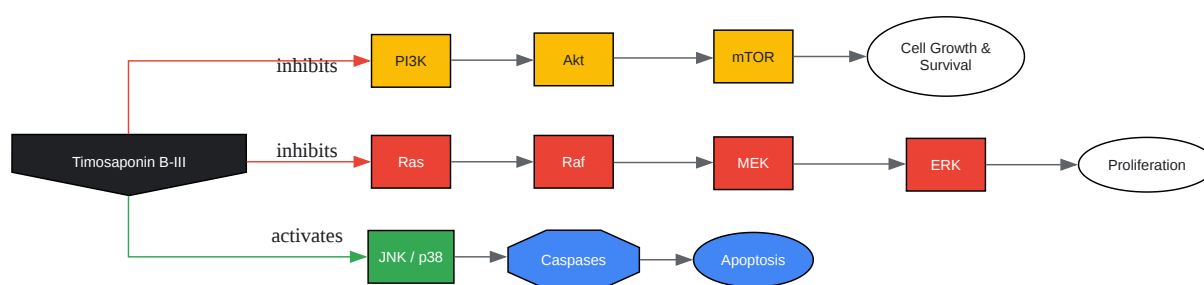 inhibits
PI3K
Akt
mTOR
Cell Growth &
Survival
Timosaponin B-III
inhibits
Ras
Raf
MEK
ERK
Proliferation
activates
JNK / p38
Caspases
Apoptosis